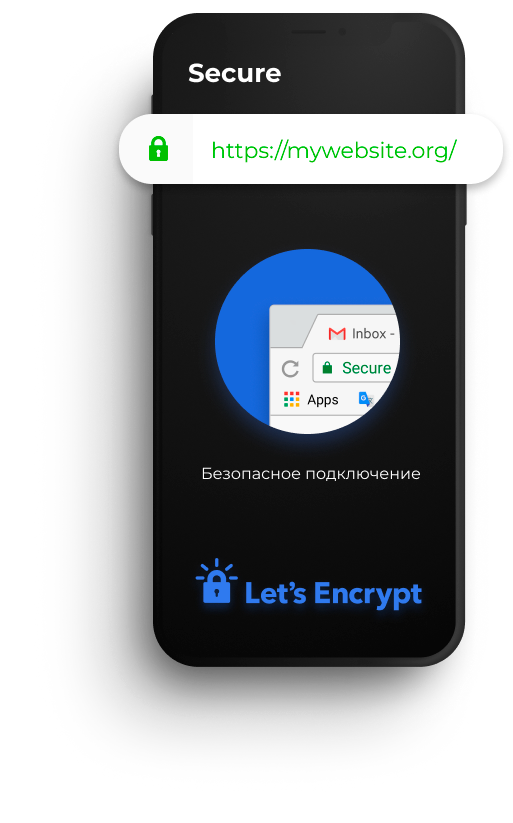 Secure
https://mywebsite.org/
Inbox -
Secure
Apps
G
Безопасное подключение
Let's Encrypt